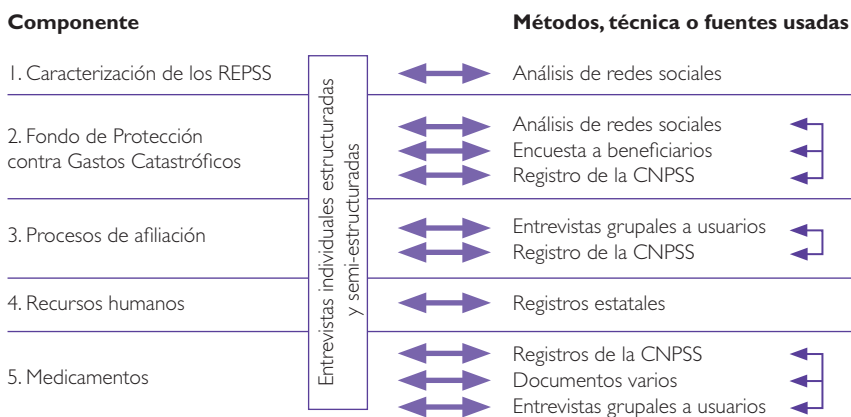 Componente
Métodos, técnica o fuentes usadas
1. Caracterización de los REPSS
Análisis de redes sociales
2. Fondo de Protección
contra Gastos Catastróficos
Análisis de redes sociales
Encuesta a beneficiarios
Registro de la CNPSS
3. Procesos de afiliación
Entrevistas grupales a usuarios
Registro de la CNPSS
4. Recursos humanos
Registros estatales
5. Medicamentos
Registros de la CNPSS
Documentos varios
Entrevistas grupales a usuarios
Entrevistas individuales estructuradas
y semi-estructuradas